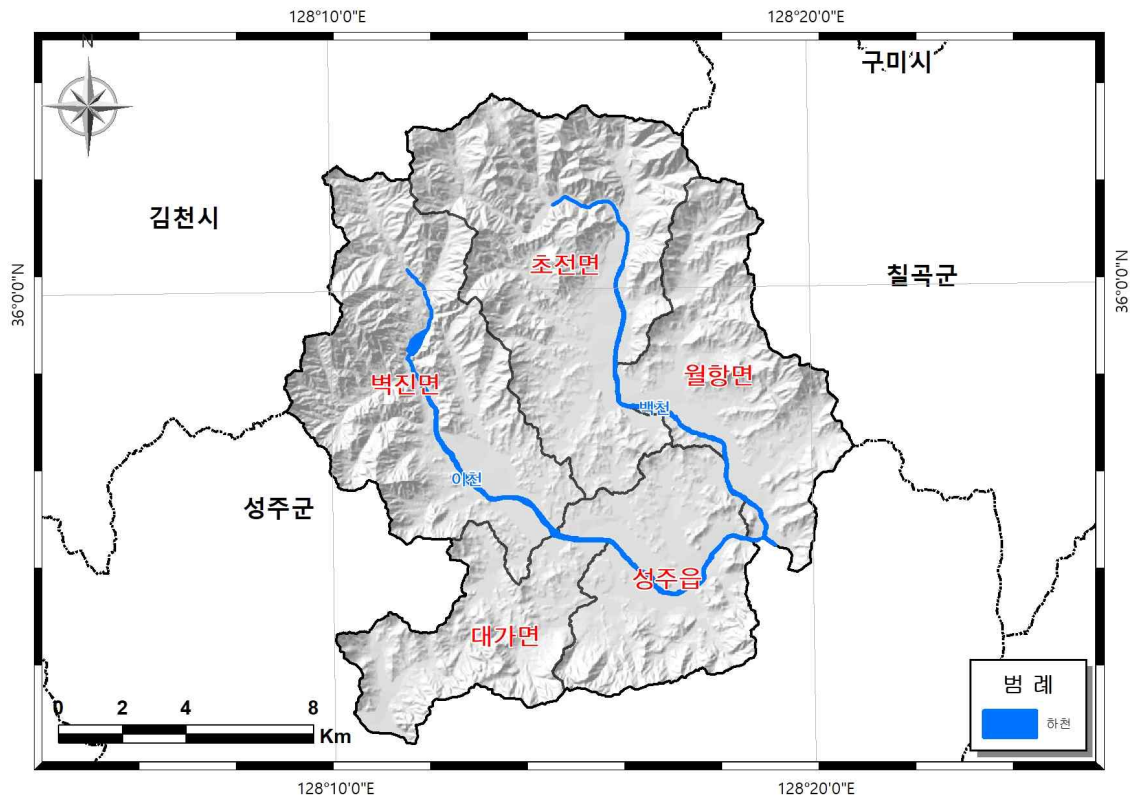 128°10'0"E
128°20'0"E
N
구미시
김천시
초전면
칠곡군
36°0'0"N
36°0'0"N
벽진면
월항면
백천
이천
성주군
성주읍
대가면
범 례
하천
0 2 4 8
Km
128°10'0"E
128°20'0"E